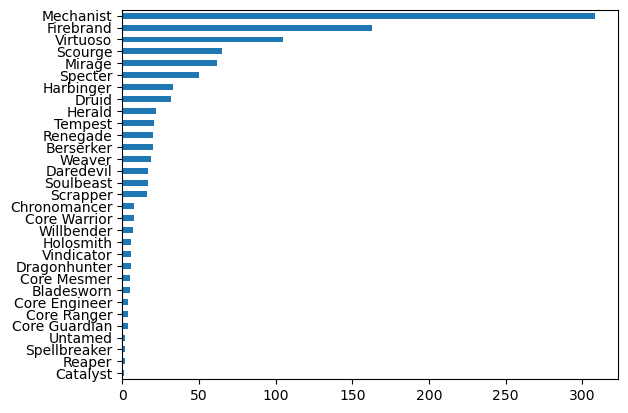 Mechanist
Firebrand
Virtuoso
Scourge
Mirage
Specter
Harbinger
Druid
Herald
Tempest
Renegade
Berserker
Weaver
Daredevil
Soulbeast
Scrapper
Chronomancer
Core Warrior
Willbender
Holosmith
Vindicator
Dragonhunter
Core Mesmer
Bladesworn
Core Engineer
Core Ranger
Core Guardian
Untamed
Spellbreaker
Reaper
Catalyst
0 50 100 150 200 250 300